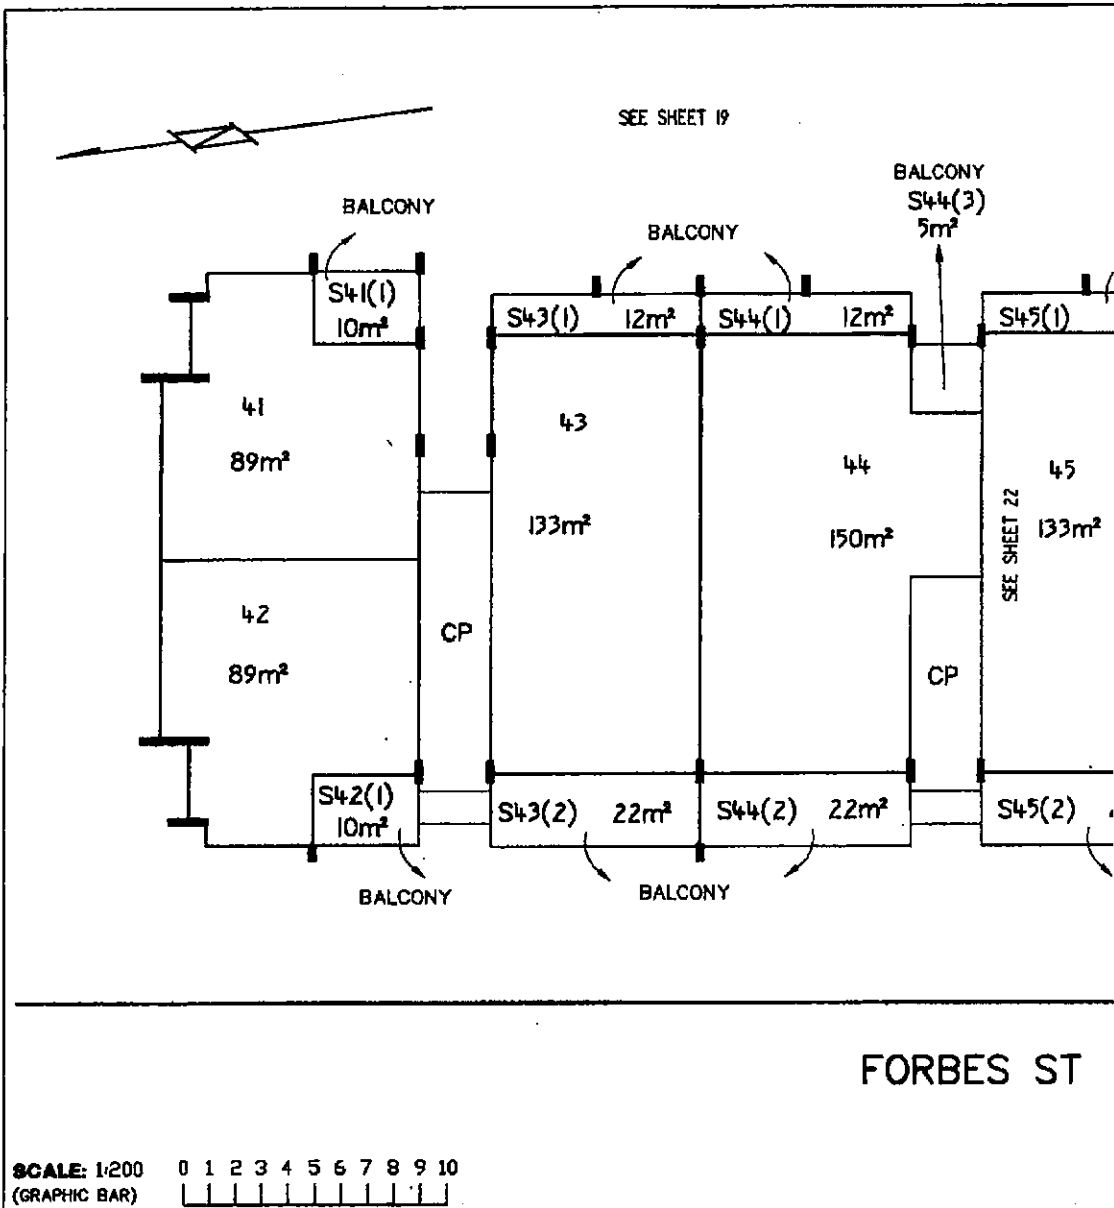 SEE SHEET 19
BALCONY
S44(3)
5m²
BALCONY
BALCONY
S41(1)
10m²
S43(1) 12m²
S44(1) 12m²
S45(1)
41
89m²
43
133m²
44
150m²
45
133m²
SEE SHEET 22
42
89m²
CP
CP
S42(1)
10m²
S43(2) 22m²
S44(2) 22m²
S45(2)
BALCONY
BALCONY
FORBES ST
SCALE: 1:200 0 1 2 3 4 5 6 7 8 9 10
(GRAPHIC BAR)